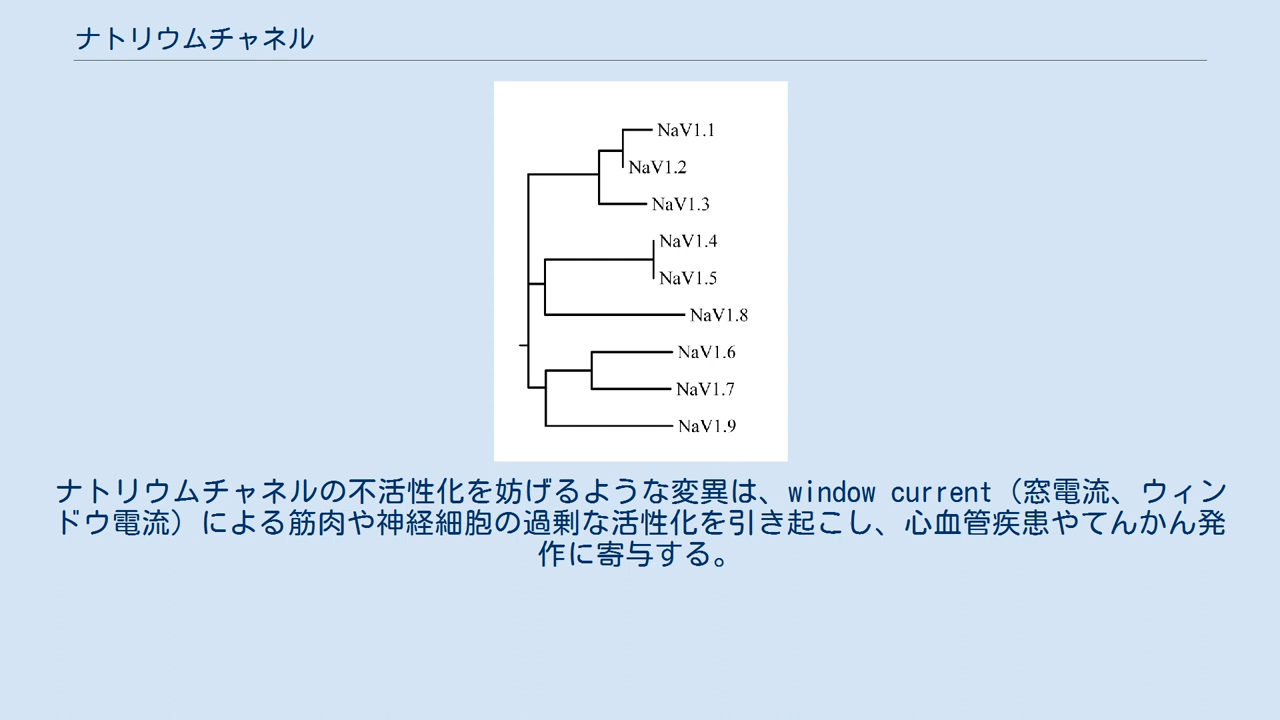 ナトリウムチャネル
NaV1.1
NaV1.2
NaV1.3
NaV1.4
NaV1.5
NaV1.8
NaV1.6
NaV1.7
NaV1.9
ナトリウムチャネルの不活性化を妨げるような変異は、window current（窓電流、ウィン
ドウ電流）による筋肉や神経細胞の過剰な活性化を引き起こし、心血管疾患やてんかん発
作に寄与する。